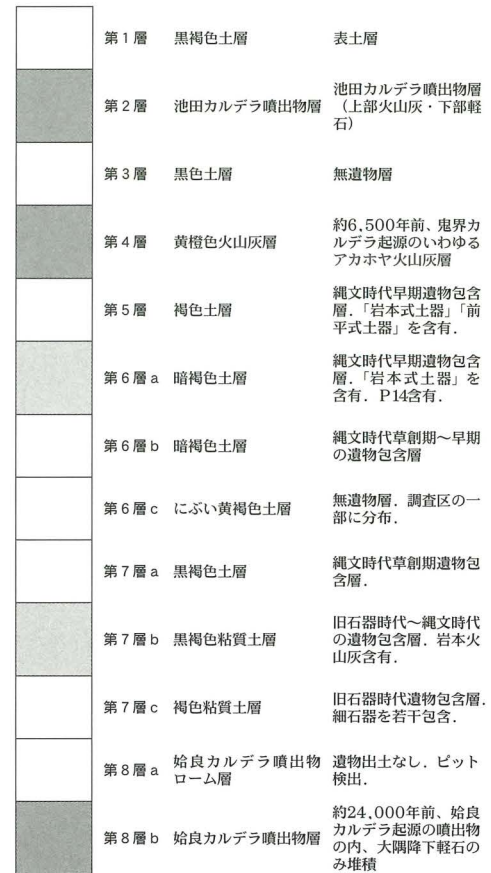 第1層 黒褐色土層 表土層
第2層 池田カルデラ噴出物層 池田カルデラ噴出物層
（上部火山灰・下部軽
石）
第3層 黒色土層 無遺物層
第4層 黄橙色火山灰層 約6,500年前、鬼界カ
ルデラ起源のいわゆる
アカホヤ火山灰層
第5層 褐色土層 縄文時代早期遺物包含
層．「岩本式土器」「前
平式土器」を含有．
第6層a 暗褐色土層 縄文時代早期遺物包含
層．「岩本式土器」を
含有．P14含有．
第6層b 暗褐色土層 縄文時代草創期～早期
の遺物包含層
第6層c にぶい黄褐色土層 無遺物層．調査区の一
部に分布．
第7層a 黒褐色土層 縄文時代草創期遺物包
含層．
第7層b 黒褐色粘質土層 旧石器時代～縄文時代
の遺物包含層．岩本火
山灰含有．
第7層c 褐色粘質土層 旧石器時代遺物包含層．
細石器を若干包含．
第8層a 姶良カルデラ噴出物
ローム層 遺物出土なし．ピット
検出．
第8層b 姶良カルデラ噴出物層 約24,000年前、姶良
カルデラ起源の噴出物
の内、大隅降下軽石の
み堆積